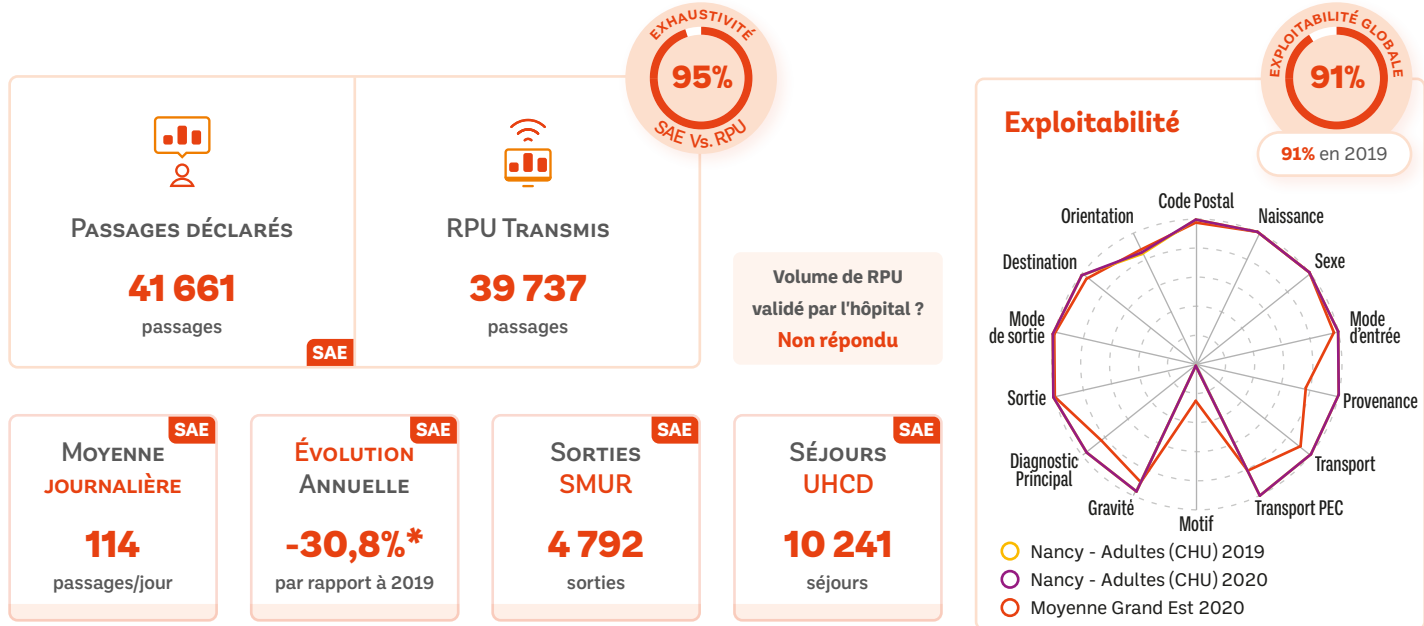 EXHAUSTIVITÉ
95%
SAE Vs. RPU
PASSAGES DÉCLARÉS
41 661
passages
SAE
RPU TRANSMIS
39 737
passages
Volume de RPU
validé par l'hôpital ?
Non répondu
SAE
MOYENNE
JOURNALIÈRE
114
passages/jour
SAE
ÉVOLUTION
ANNUELLE
-30,8%*
par rapport à 2019
SAE
SORTIES
SMUR
4 792
sorties
SAE
SÉJOURS
UHCD
10 241
séjours
EXPLOITABILITÉ GLOBALE
91%
91% en 2019
Exploitabilité
Code Postal
Naissance
Sexe
Mode
d'entrée
Provenance
Transport
Transport PEC
Motif
Gravité
Diagnostic
Principal
Sortie
Mode
de sortie
Destination
Orientation
Nancy - Adultes (CHU) 2019
Nancy - Adultes (CHU) 2020
Moyenne Grand Est 2020